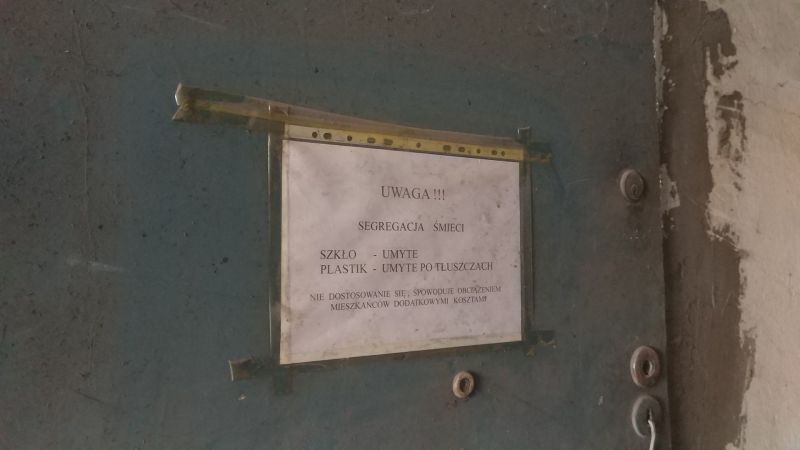 UWAGA !!!
SEGREGACJA ŚMIECI
SZKŁO - UMYTE
PLASTIK - UMYTE PO TŁUSZCZACH
NIE DOSTOSOWANIE SIĘ, SPOWODUJE OBCIĄŻENIEM
MIESZKAŃCÓW DODATKOWYMI KOSZTAMI